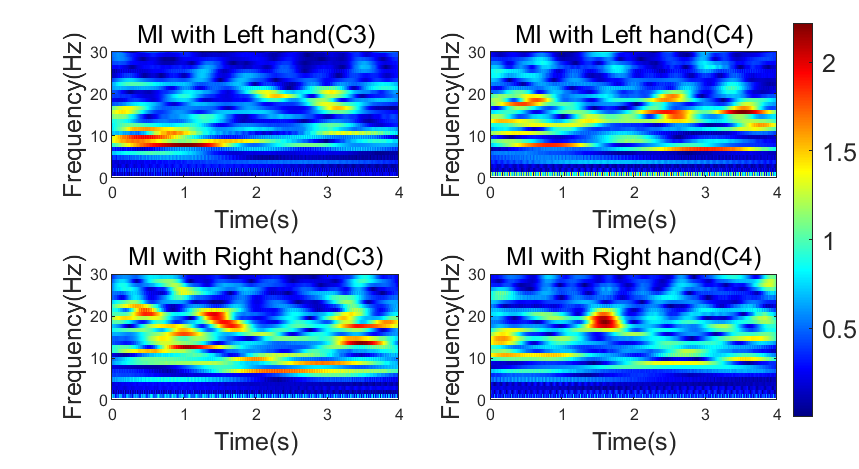 MI with Left hand(C3)
Frequency(Hz)
30
20
10
0
0 1 2 3 4
Time(s)
MI with Left hand(C4)
Frequency(Hz)
30
20
10
0
0 1 2 3 4
Time(s)
2
1.5
1
0.5
MI with Right hand(C3)
Frequency(Hz)
30
20
10
0
0 1 2 3 4
Time(s)
MI with Right hand(C4)
Frequency(Hz)
30
20
10
0
0 1 2 3 4
Time(s)